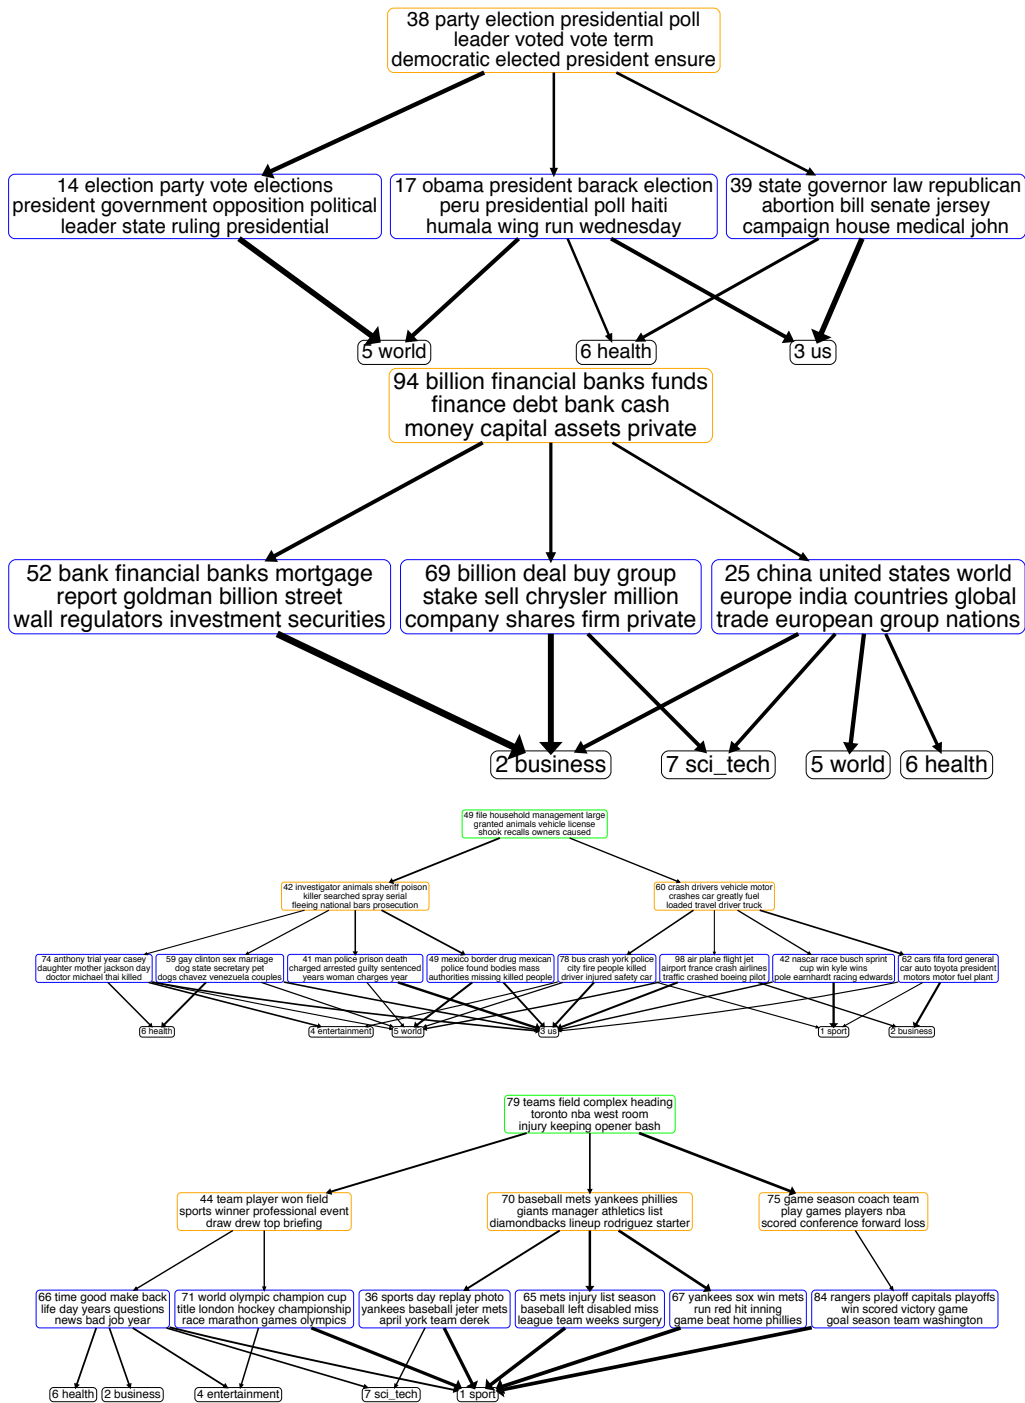 38 party election presidential poll
leader voted vote term
democratic elected president ensure
14 election party vote elections
president government opposition political
leader state ruling presidential
17 obama president barack election
peru presidential poll haiti
humala wing run wednesday
39 state governor law republican
abortion bill senate jersey
campaign house medical john
5 world
6 health
3 us
94 billion financial banks funds
finance debt bank cash
money capital assets private
52 bank financial banks mortgage
report goldman billion street
wall regulators investment securities
69 billion deal buy group
stake sell chrysler million
company shares firm private
25 china united states world
europe india countries global
trade european group nations
2 business
7 sci_tech
5 world
6 health
49 file household management large
granted animals vehicle license
shook recalls owners caused
42 investigator animals sheriff poison
killer searched spray serial
fleeing national bars prosecution
60 crash drivers vehicle motor
crashes car greatly fuel
loaded travel driver truck
74 anthony trial year casey
daughter mother jackson day
doctor michael thai killed
59 gay clinton sex marriage
dog state secretary pet
dogs chavez venezuela couples
41 man police prison death
charged arrested guilty sentenced
years woman charges year
49 mexico border drug mexican
police found bodies mass
authorities missing killed people
78 bus crash york police
city fire people killed
driver injured safety car
98 air plane flight jet
airport france crash airlines
traffic crashed boeing pilot
42 nascar race busch sprint
cup win kyle wins
pole earnhardt racing edwards
62 cars fifa ford general
car auto toyota president
motors motor fuel plant
6 health
4 entertainment
5 world
3 us
1 sport
2 business
79 teams field complex heading
toronto nba west room
injury keeping opener bash
44 team player won field
sports winner professional event
draw drew top briefing
70 baseball mets yankees phillies
giants manager athletics list
diamondbacks lineup rodriguez starter
75 game season coach team
play games players nba
scored conference forward loss
66 time good make back
life day years questions
news bad job year
71 world olympic champion cup
title london hockey championship
race marathon games olympics
36 sports day replay photo
yankees baseball jeter mets
april york team derek
65 mets injury list season
baseball left disabled miss
league team weeks surgery
67 yankees sox win mets
run red hit inning
game beat home phillies
84 rangers playoff capitals playoffs
win scored victory game
goal season team washington
6 health
2 business
4 entertainment
7 sci_tech
1 sport